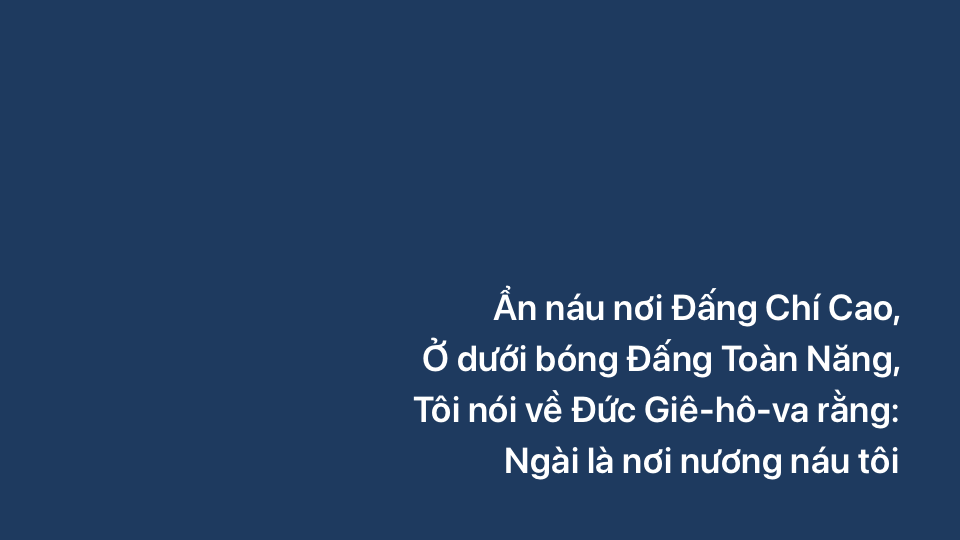 Ẩn náu nơi Đấng Chí Cao,
Ở dưới bóng Đấng Toàn Năng,
Tôi nói về Đức Giê-hô-va rằng:
Ngài là nơi nương náu tôi